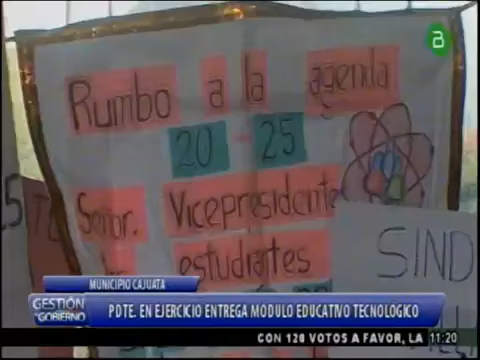 a
Rumbo a la agenda
20 - 25
Señor. Vicepresidente
estudiantes
SIND
MUNICIPIO CAJUATA
GESTIÓN DE GOBIERNO
PDTE. EN EJERCICIO ENTREGA MODULO EDUCATIVO TECNOLÓGICO
CON 120 VOTOS A FAVOR, LA 11:20